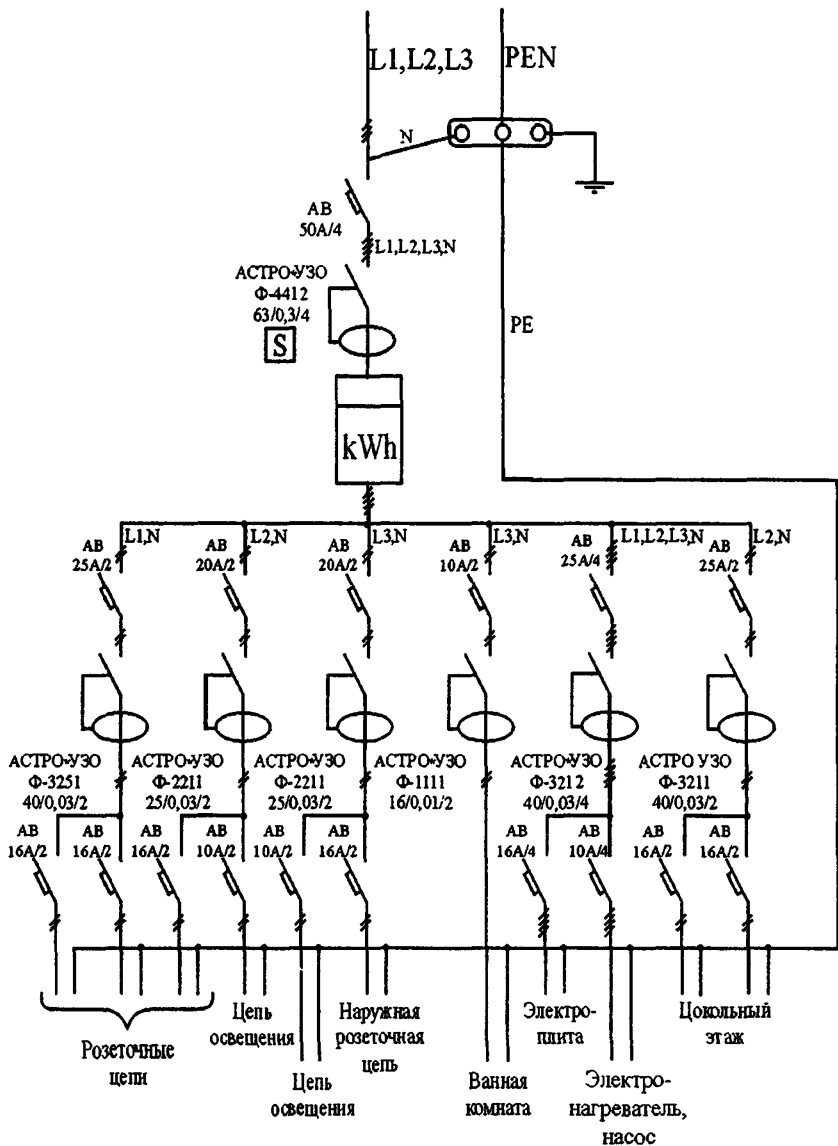 L1,L2,L3
PEN
N
АВ
50А/4
L1,L2,L3,N
АСТРО*УЗО
Ф-4412
63/0,3/4
S
PE
kWh
L1,N
L2,N
L3,N
L3,N
L1,L2,L3,N
L2,N
АВ
25А/2
АВ
20А/2
АВ
20А/2
АВ
10А/2
АВ
25А/4
АВ
25А/2
АСТРО*УЗО
Ф-3251
40/0,03/2
АСТРО*УЗО
Ф-2211
25/0,03/2
АСТРО*УЗО
Ф-2211
25/0,03/2
АСТРО*УЗО
Ф-1111
16/0,01/2
АСТРО*УЗО
Ф-3212
40/0,03/4
АСТРО УЗО
Ф-3211
40/0,03/2
АВ
16А/2
АВ
16А/2
АВ
16А/2
АВ
10А/2
АВ
10А/2
АВ
16А/2
АВ
16А/4
АВ
10А/4
АВ
16А/2
АВ
16А/2
Розеточные
цепи
Цепь
освещения
Цепь
освещения
Наружная
розеточная
цепь
Ванная
комната
Электро-
плита
Электро-
нагреватель,
насос
Цокольный
этаж